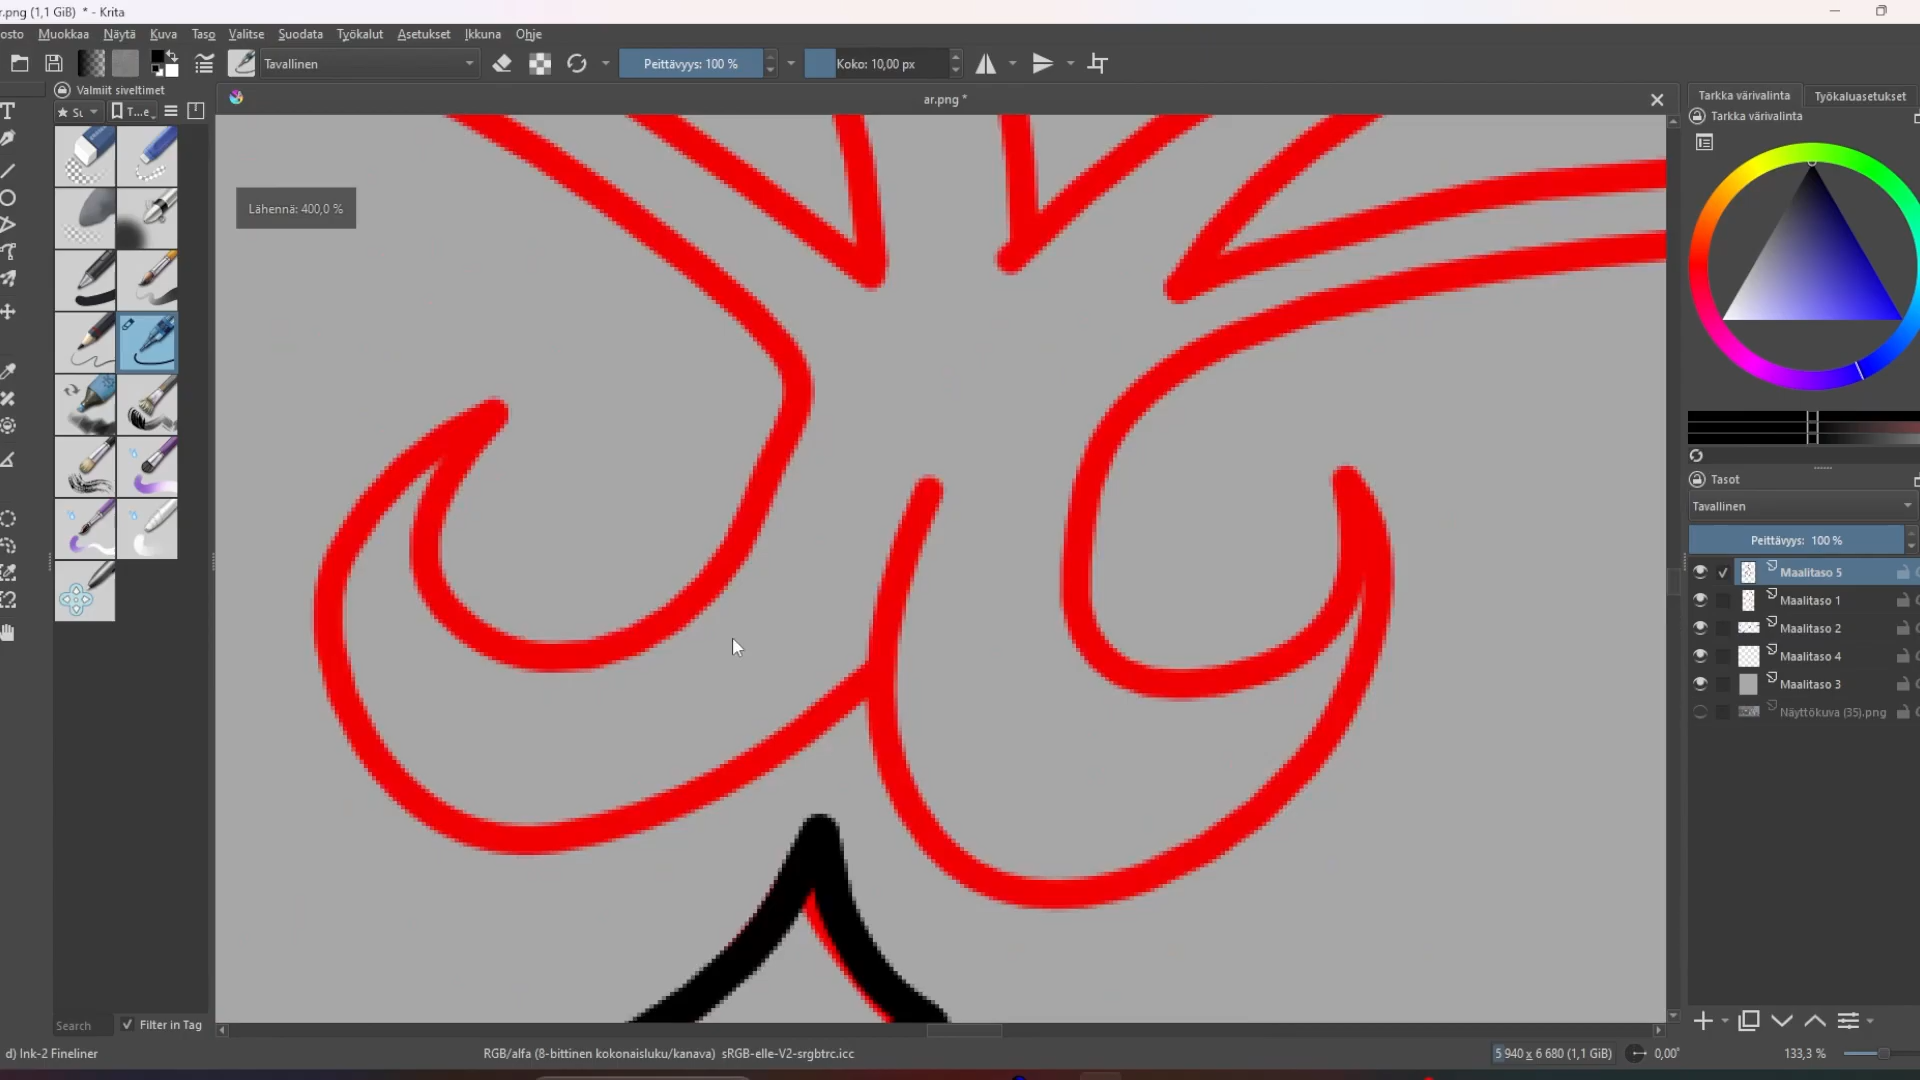 r.png (1,1 GiB) * - Krita
osto Muokkaa Näytä Kuva Taso Valitse Suodata Työkalut Asetukset Ikkuna Ohje
Tavallinen
Peittävyys: 100 %
Koko: 10,00 px
Valmiit siveltimet
ar.png *
Tarkka värivalinta
Työkaluasetukset
Tarkka värivalinta
T...e
Lähennä: 400,0 %
Tasot
Tavallinen
Peittävyys: 100 %
Maalitaso 5
Maalitaso 1
Maalitaso 2
Maalitaso 4
Maalitaso 3
Näyttökuva (35).png
Search
Filter in Tag
d) Ink-2 Fineliner
RGB/alfa (8-bittinen kokonaisluku/kanava) sRGB-elle-V2-srgbtrc.icc
5 940 x 6 680 (1,1 GiB)
0,00°
133,3 %